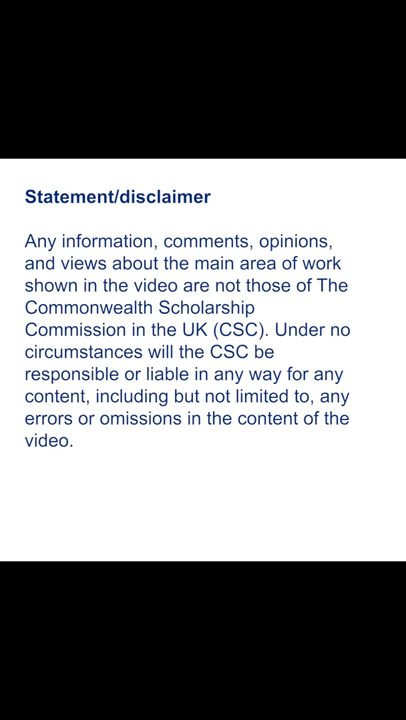 Statement/disclaimer
Any information, comments, opinions,
and views about the main area of work
shown in the video are not those of The
Commonwealth Scholarship
Commission in the UK (CSC). Under no
circumstances will the CSC be
responsible or liable in any way for any
content, including but not limited to, any
errors or omissions in the content of the
video.